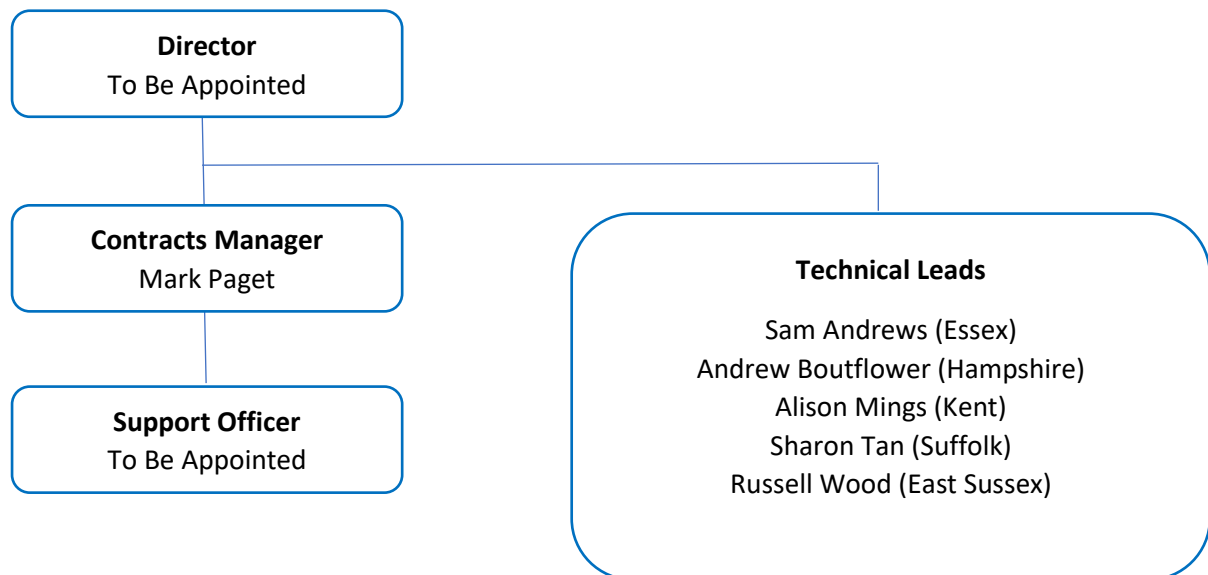 Director
To Be Appointed
Contracts Manager
Mark Paget
Support Officer
To Be Appointed
Technical Leads
Sam Andrews (Essex)
Andrew Boutflower (Hampshire)
Alison Mings (Kent)
Sharon Tan (Suffolk)
Russell Wood (East Sussex)